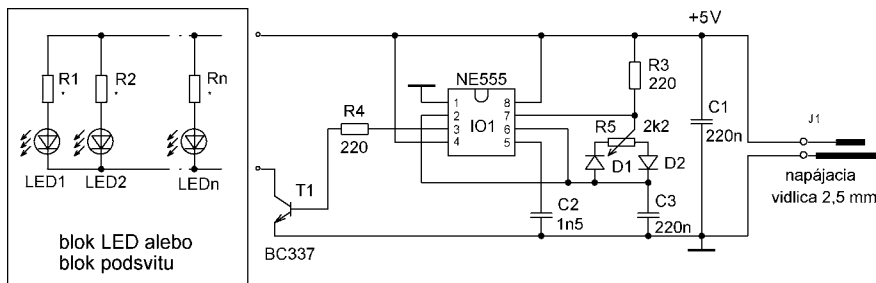 +5V
R1
*
R2
*
Rn
*
LED1
LED2
LEDn
blok LED alebo
blok podsvitu
T1
BC337
R4
220
NE555
IO1
1
2
3
4
8
7
6
5
C2
1n5
R3
220
R5
2k2
D1
D2
C3
220n
C1
220n
J1
napájacia
vidlica 2,5 mm